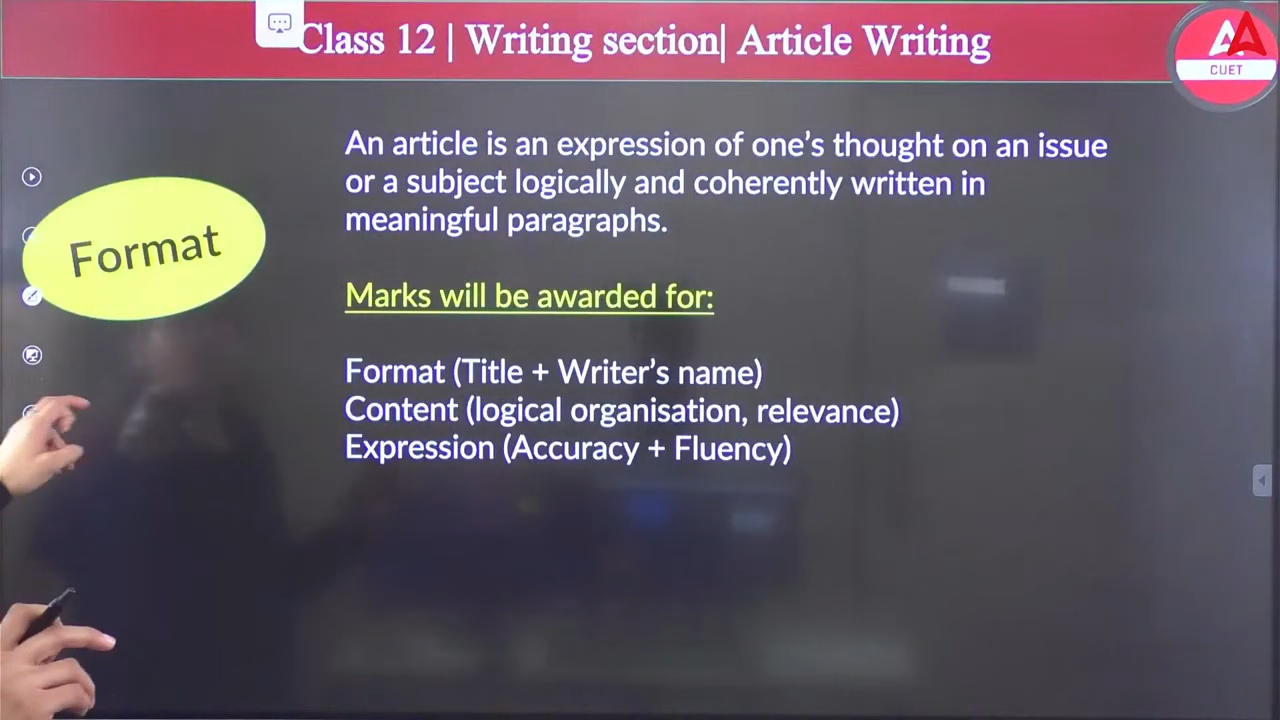 Class 12 | Writing section| Article Writing
CUET
Format
An article is an expression of one's thought on an issue
or a subject logically and coherently written in
meaningful paragraphs.
Marks will be awarded for:
Format (Title + Writer's name)
Content (logical organisation, relevance)
Expression (Accuracy + Fluency)